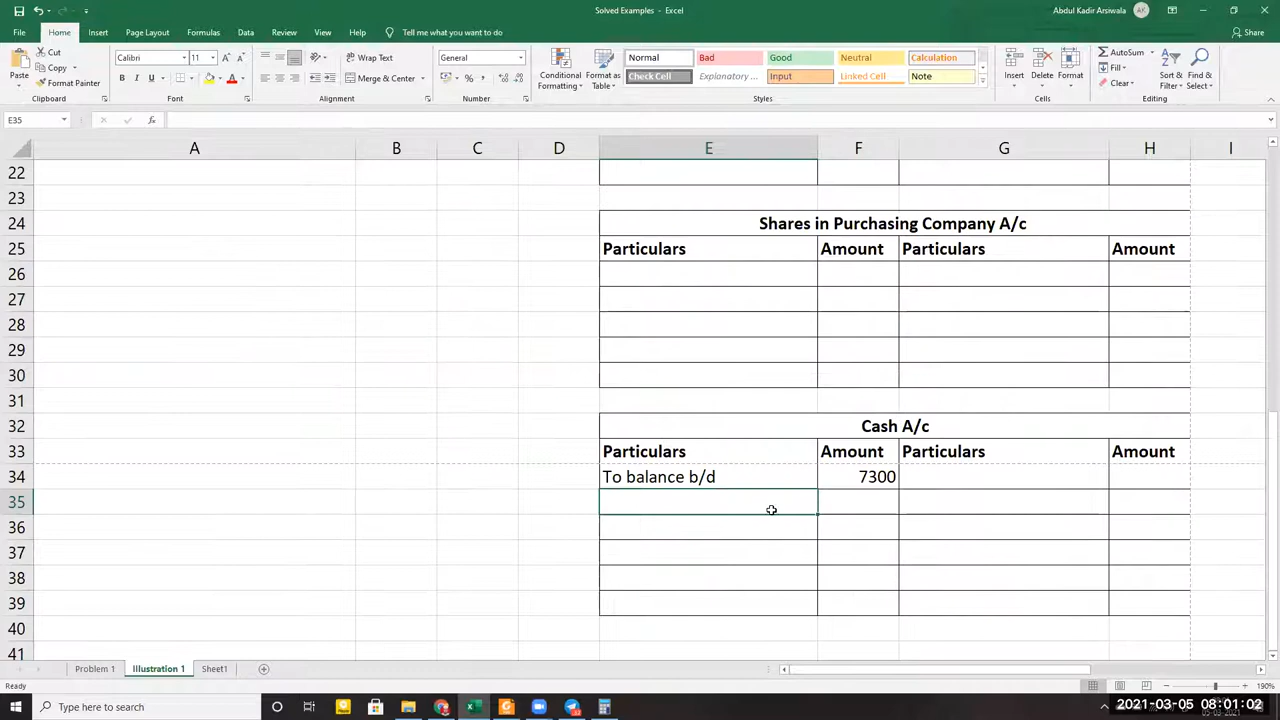 Solved Examples - Excel
Abdul Kadir Arsiwala
AK
File Home Insert Page Layout Formulas Data Review View Help Tell me what you want to do
Share
Cut
Copy
Format Painter
Paste
Clipboard
Calibri 11
B I U
Font
Wrap Text
Merge & Center
Alignment
General
Number
Conditional Formatting
Format as Table
Normal Bad Good Neutral Calculation
Check Cell Explanatory ... Input Linked Cell Note
Styles
Insert Delete Format
Cells
AutoSum
Fill
Clear
Sort & Filter
Find & Select
Editing
E35
fx
A B C D E F G H I
22
23
24 Shares in Purchasing Company A/c
25 Particulars Amount Particulars Amount
26
27
28
29
30
31
32 Cash A/c
33 Particulars Amount Particulars Amount
34 To balance b/d 7300
35
36
37
38
39
40
41
Problem 1 Illustration 1 Sheet1
Ready
190%
Type here to search
2021-03-05 08:01:02